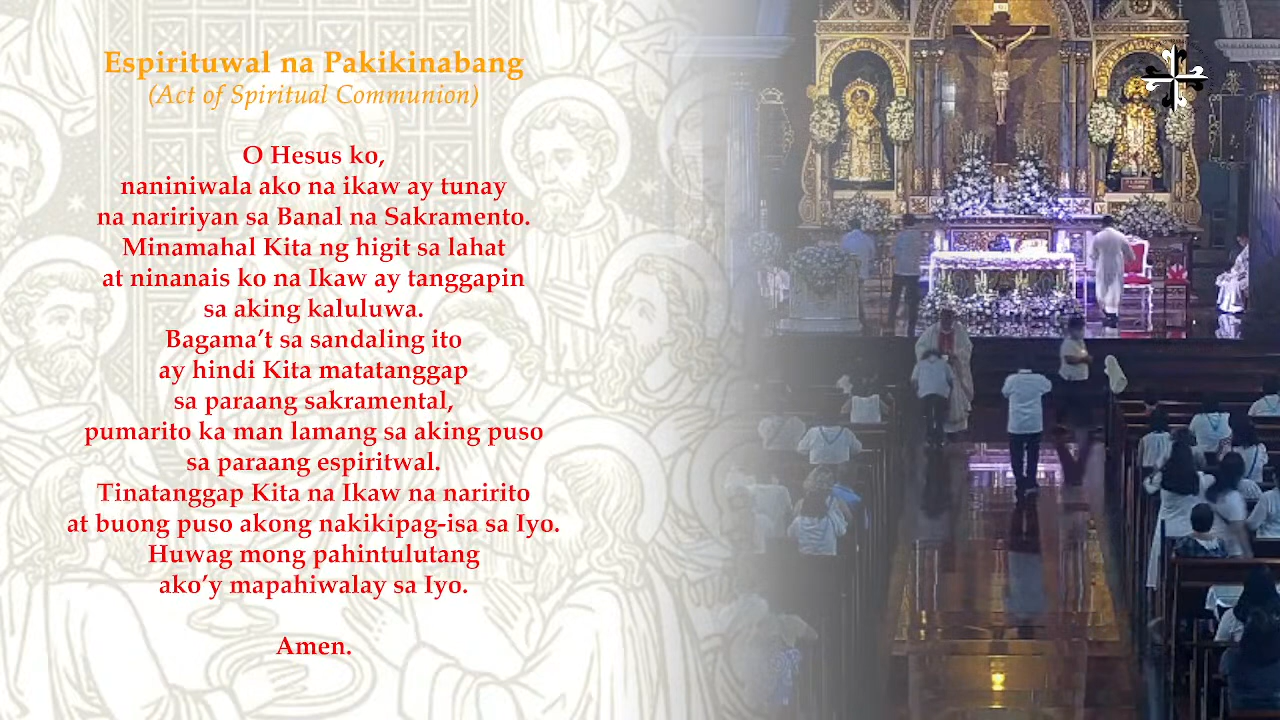 Espirituwal na Pakikinabang
(Act of Spiritual Communion)
O Hesus ko,
naniniwala ako na ikaw ay tunay
na naririyan sa Banal na Sakramento.
Minamahal Kita ng higit sa lahat
at ninanais ko na Ikaw ay tanggapin
sa aking kaluluwa.
Bagama’t sa sandaling ito
ay hindi Kita matatanggap
sa paraang sakramental,
pumarito ka man lamang sa aking puso
sa paraang espiritwal.
Tinatanggap Kita na Ikaw na naririto
at buong puso akong nakikipag-isa sa Iyo.
Huwag mong pahintulutang
ako’y mapahiwalay sa Iyo.
Amen.